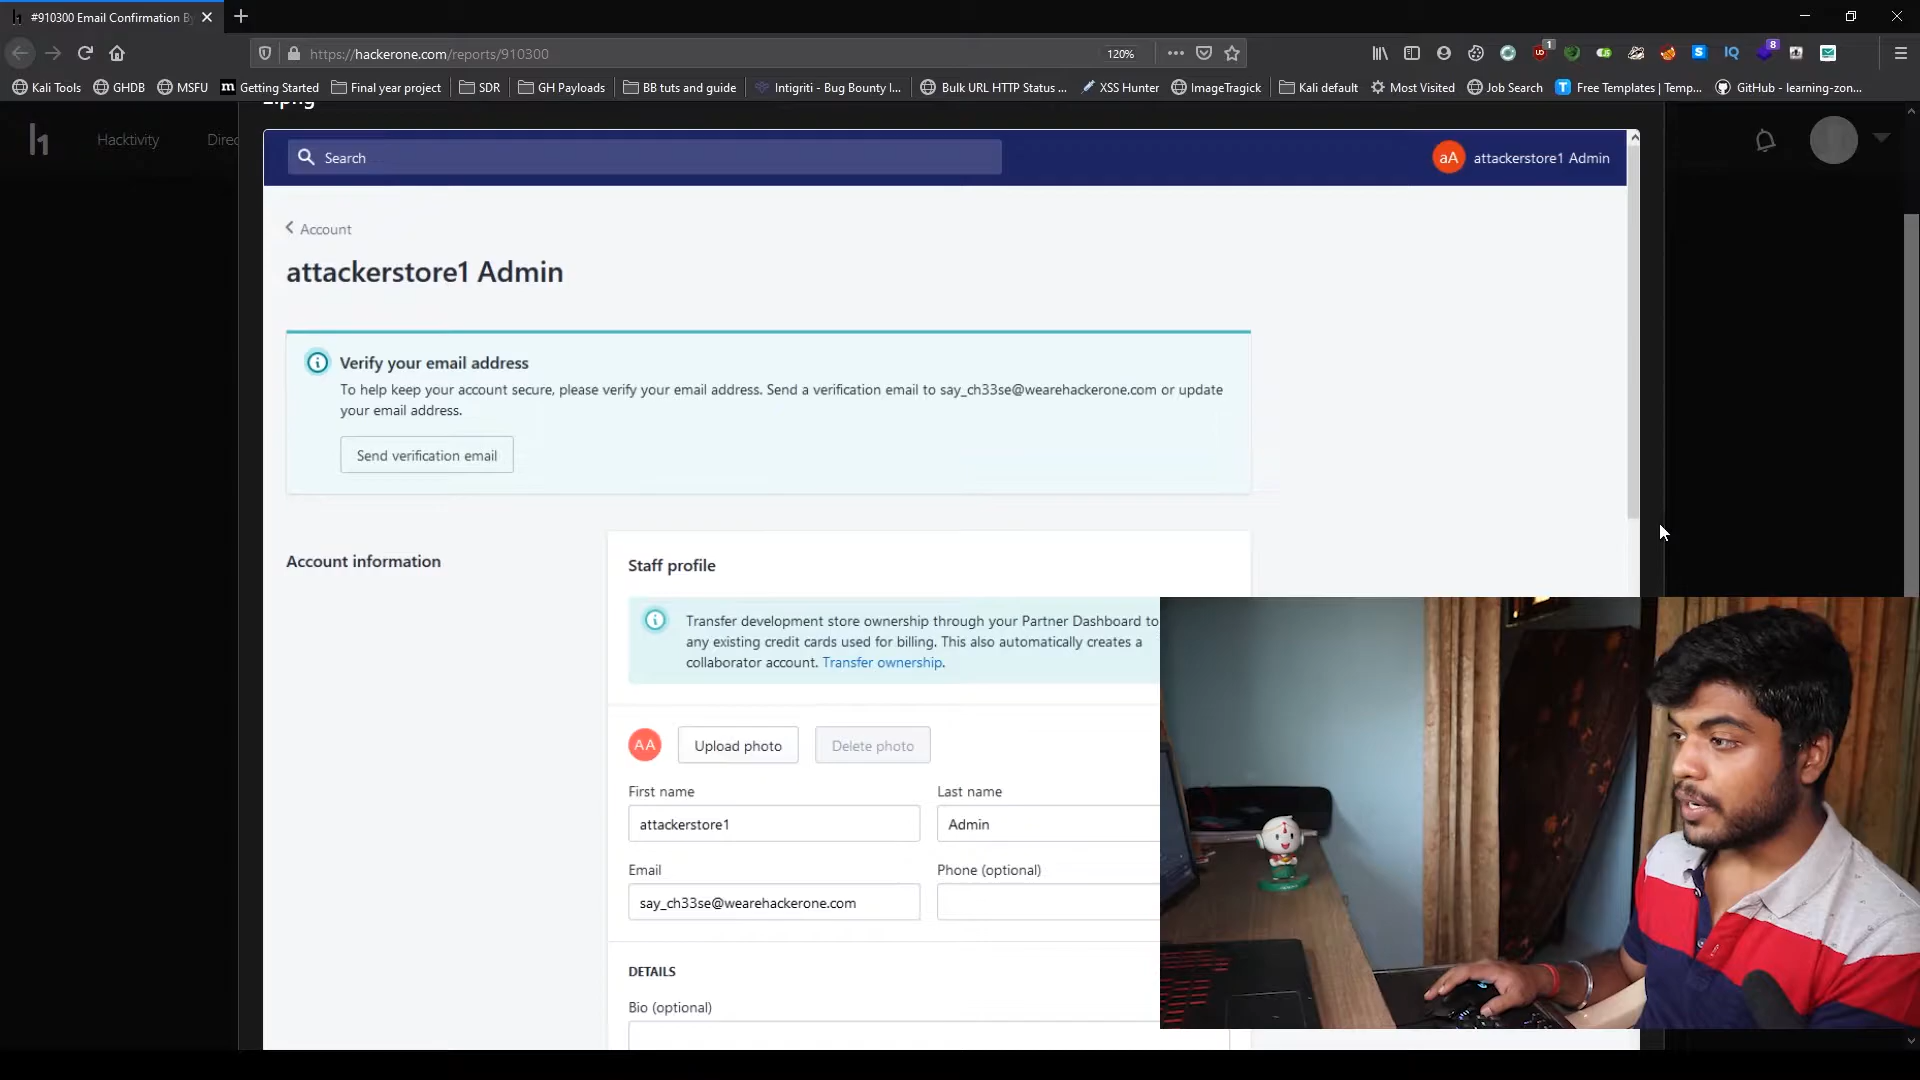 #910300 Email Confirmation By
https://hackerone.com/reports/910300
120%
1
8
Kali Tools
GHDB
MSFU
Getting Started
Final year project
SDR
GH Payloads
BB tuts and guide
Intigriti - Bug Bounty I...
Bulk URL HTTP Status ...
XSS Hunter
ImageTragick
Kali default
Most Visited
Job Search
Free Templates | Temp...
GitHub - learning-zon...
Hacktivity
Direc
Search
aA
attackerstore1 Admin
Account
attackerstore1 Admin
Verify your email address
To help keep your account secure, please verify your email address. Send a verification email to say_ch33se@wearehackerone.com or update
your email address.
Send verification email
Account information
Staff profile
Transfer development store ownership through your Partner Dashboard to
any existing credit cards used for billing. This also automatically creates a
collaborator account. Transfer ownership.
AA
Upload photo
Delete photo
First name
Last name
attackerstore1
Admin
Email
Phone (optional)
say_ch33se@wearehackerone.com
DETAILS
Bio (optional)